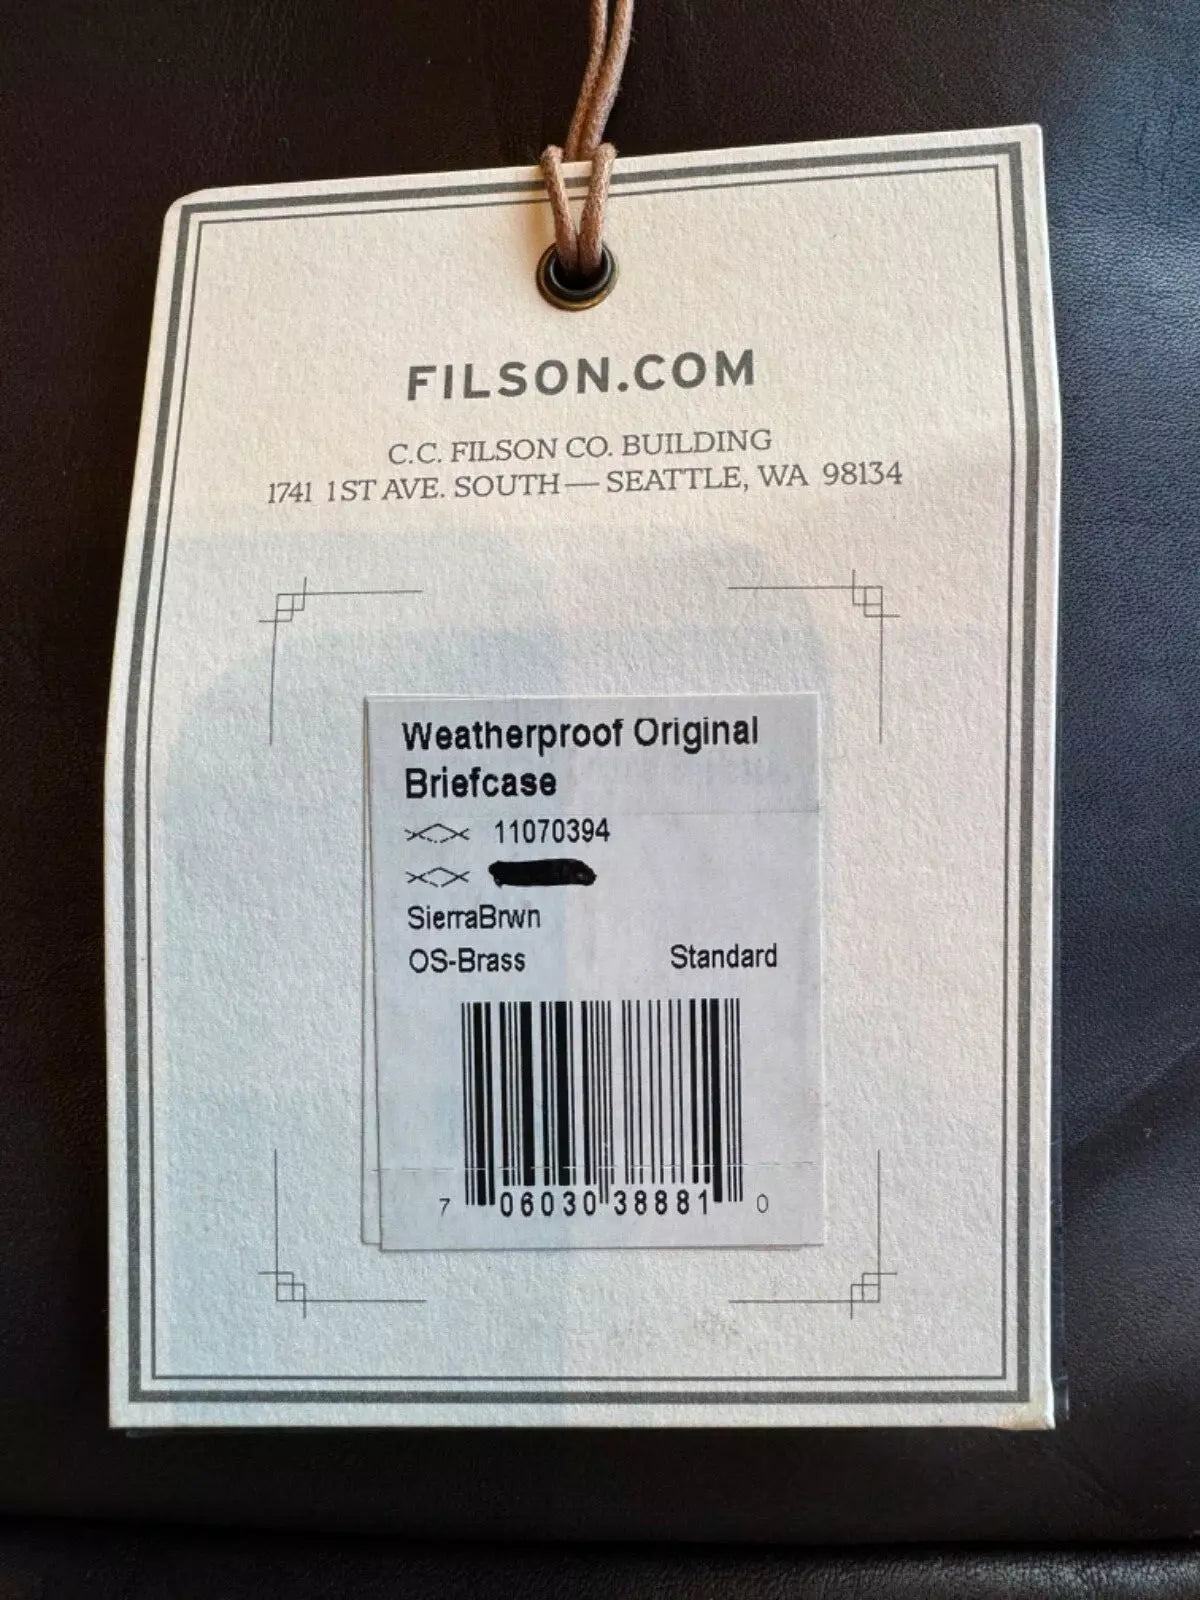 FILSON.COM
C.C. FILSON CO. BUILDING
1741 1ST AVE. SOUTH — SEATTLE, WA 98134
Weatherproof Original
Briefcase
11070394
SierraBrwn
OS-Brass Standard
7 06030 38881 0